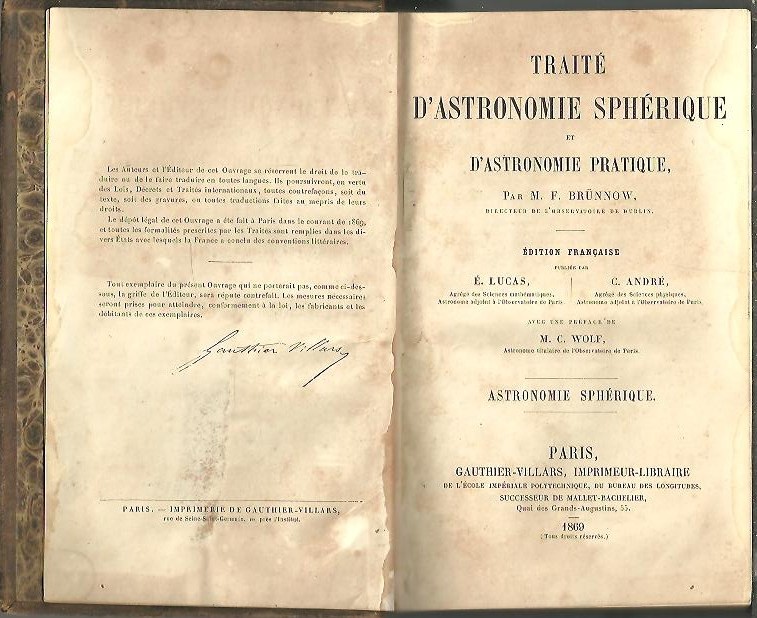 Les Auteurs et l'Éditeur de cet Ouvrage se réservent le droit de le tra-
duire ou de le faire traduire en toutes langues. Ils poursuivront, en vertu
des Lois, Décrets et Traités internationaux, toutes contrefaçons, soit du
texte, soit des gravures, ou toutes traductions faites au mépris de leurs
droits.
Le dépôt légal de cet Ouvrage a été fait à Paris dans le courant de 1869,
et toutes les formalités prescrites par les Traités sont remplies dans les di-
vers États avec lesquels la France a conclu des conventions littéraires.
Tout exemplaire du présent Ouvrage qui ne porterait pas, comme ci-des-
sous, la griffe de l'Éditeur, sera réputé contrefait. Les mesures nécessaires
seront prises pour atteindre, conformément à la loi, les fabricants et les
débitants de ces exemplaires.
Gauthier Villars
PARIS. — IMPRIMERIE DE GAUTHIER-VILLARS,
rue de Seine-Saint-Germain, 10, près l'Institut.
TRAITÉ
D'ASTRONOMIE SPHÉRIQUE
ET
D'ASTRONOMIE PRATIQUE,
PAR M. F. BRÜNNOW,
DIRECTEUR DE L'OBSERVATOIRE DE DUBLIN.
ÉDITION FRANÇAISE
PUBLIÉE PAR
É. LUCAS, C. ANDRÉ,
Agrégé des Sciences mathématiques, Agrégé des Sciences physiques,
Astronome adjoint à l'Observatoire de Paris Astronome adjoint à l'Observatoire de Paris,
AVEC UNE PRÉFACE DE
M. C. WOLF,
Astronome titulaire de l'Observatoire de Paris.
ASTRONOMIE SPHÉRIQUE.
PARIS,
GAUTHIER-VILLARS, IMPRIMEUR-LIBRAIRE
DE L'ÉCOLE IMPÉRIALE POLYTECHNIQUE, DU BUREAU DES LONGITUDES,
SUCCESSEUR DE MALLET-BACHELIER,
Quai des Grands-Augustins, 55.
1869
(Tous droits réservés.)